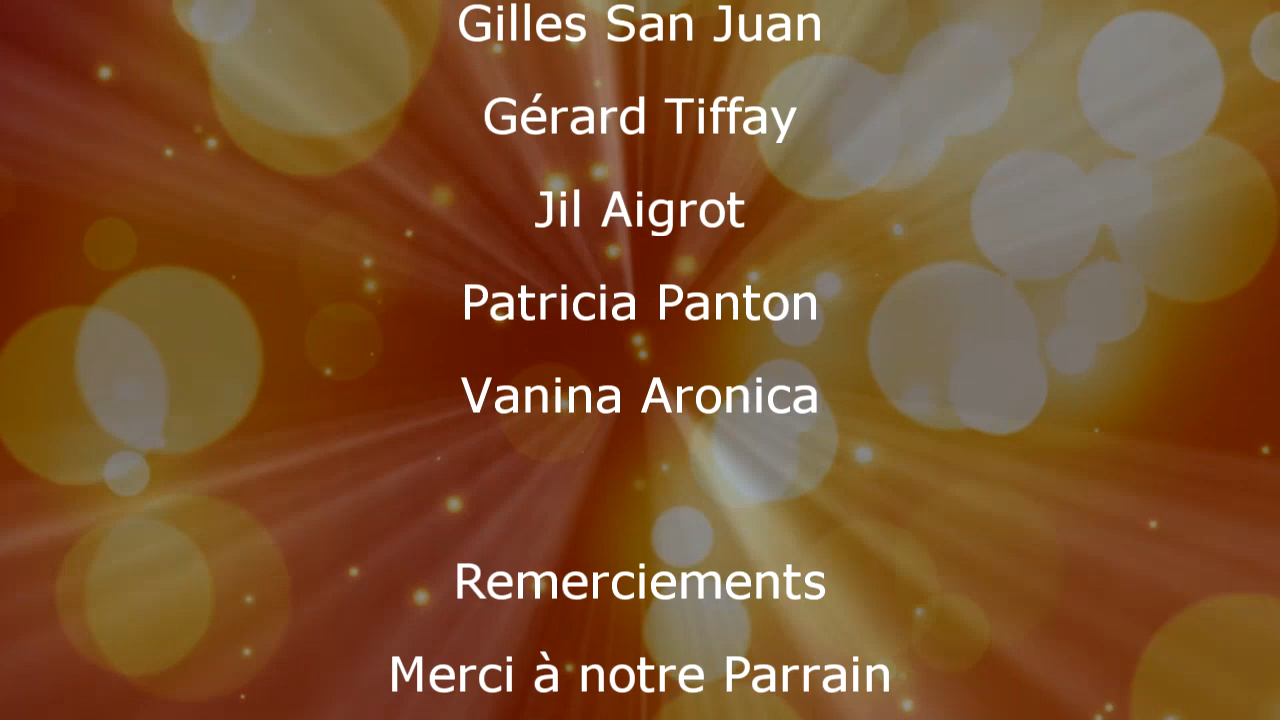 Gilles San Juan
Gérard Tiffay
Jil Aigrot
Patricia Panton
Vanina Aronica
Remerciements
Merci à notre Parrain